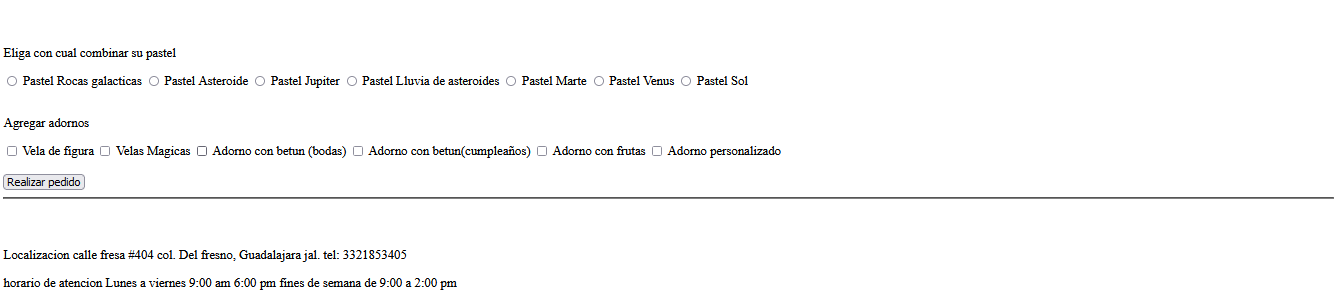 Eliga con cual combinar su pastel
Pastel Rocas galacticas Pastel Asteroide Pastel Jupiter Pastel Lluvia de asteroides Pastel Marte Pastel Venus Pastel Sol
Agregar adornos
Vela de figura Velas Magicas Adorno con betun (bodas) Adorno con betun(cumpleaños) Adorno con frutas Adorno personalizado
Realizar pedido
Localizacion calle fresa #404 col. Del fresno, Guadalajara jal. tel: 3321853405
horario de atencion Lunes a viernes 9:00 am 6:00 pm fines de semana de 9:00 a 2:00 pm